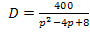 D = 400 / p² − 4p + 8